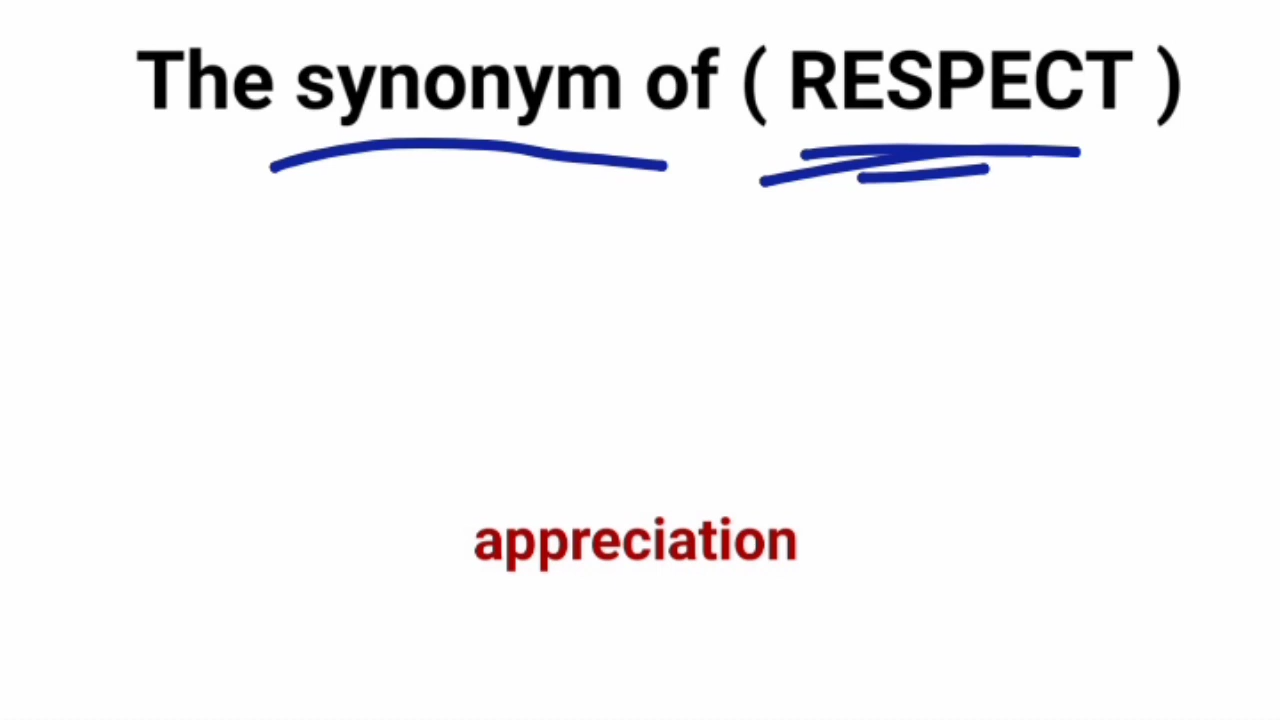 The synonym of ( RESPECT )
appreciation